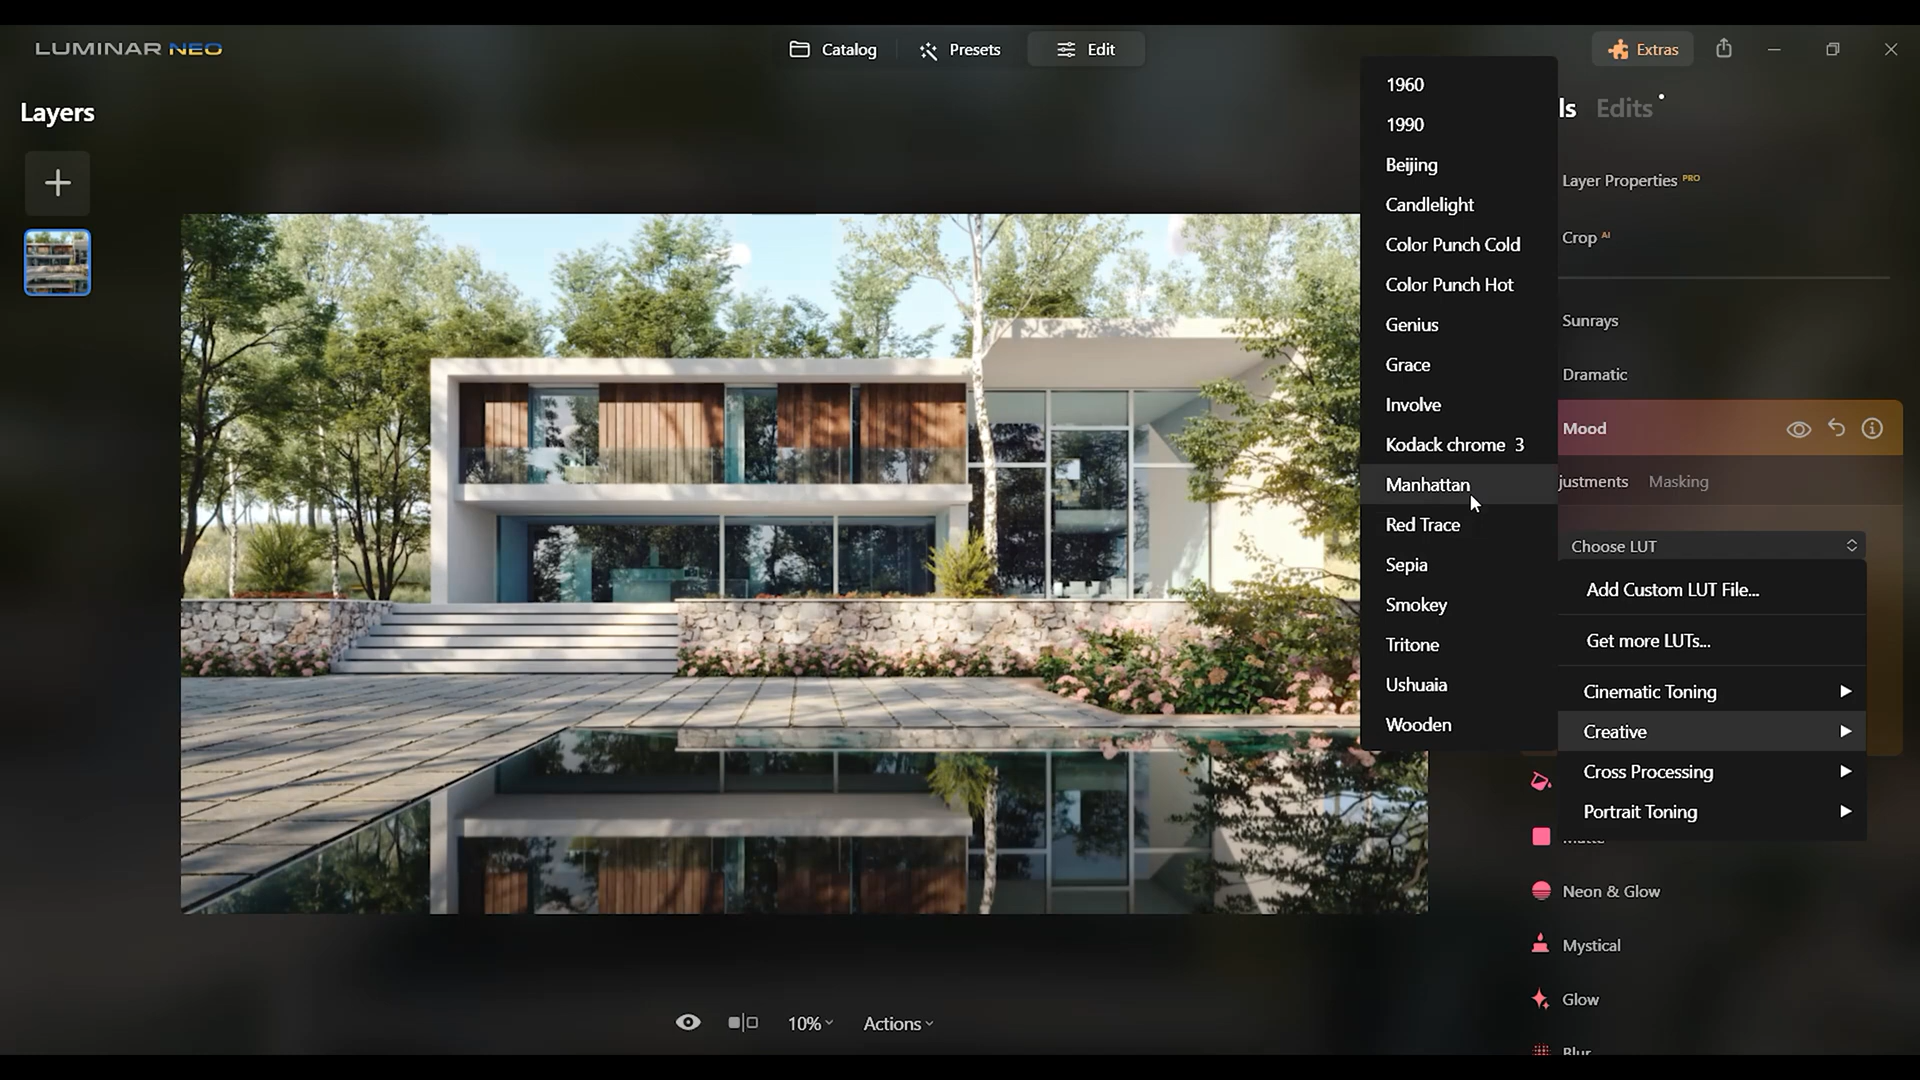 LUMINAR NEO
Catalog
Presets
Edit
Extras
Layers
1960
1990
Beijing
Candlelight
Color Punch Cold
Color Punch Hot
Genius
Grace
Involve
Kodack chrome 3
Manhattan
Red Trace
Sepia
Smokey
Tritone
Ushuaia
Wooden
ls Edits
Layer Properties PRO
Crop AI
Sunrays
Dramatic
Mood
justments Masking
Choose LUT
Add Custom LUT File...
Get more LUTs...
Cinematic Toning
Creative
Cross Processing
Portrait Toning
Neon & Glow
Mystical
Glow
Blur
10%
Actions